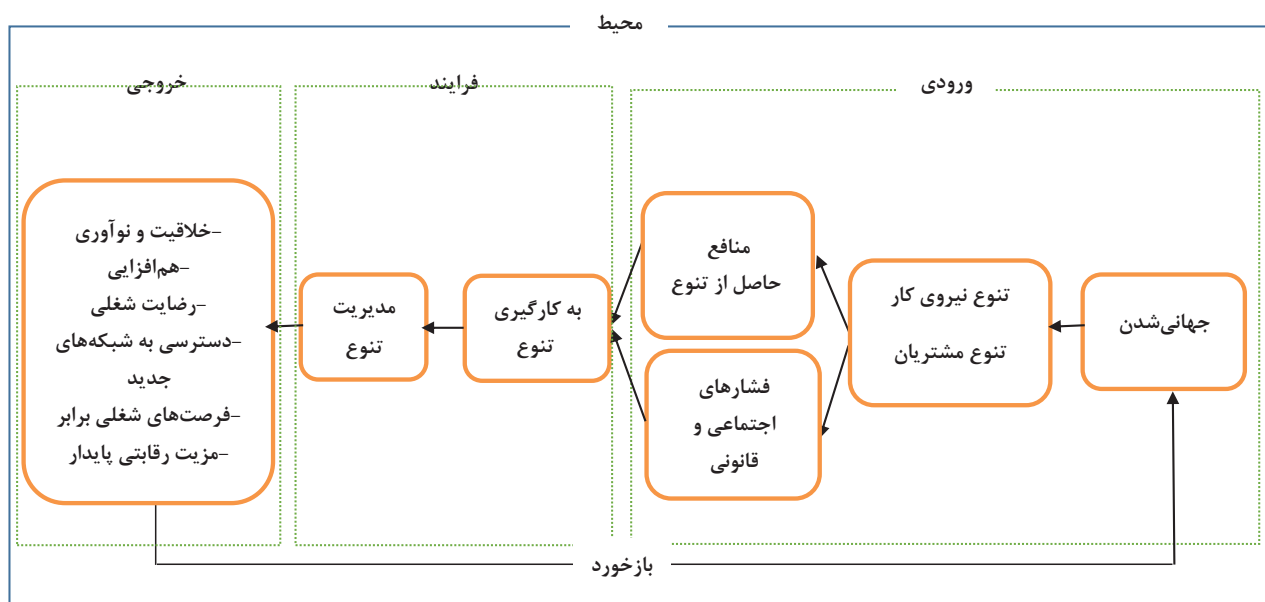 محیط
ورودی
فرایند
خروجی
جهانی‌شدن
تنوع نیروی کار
تنوع مشتریان
منافع
حاصل از تنوع
فشارهای
اجتماعی و
قانونی
به کارگیری
تنوع
مدیریت
تنوع
-خلاقیت و نوآوری
-هم‌افزایی
-رضایت شغلی
-دسترسی به شبکه‌های
جدید
-فرصت‌های شغلی برابر
-مزیت رقابتی پایدار
بازخورد